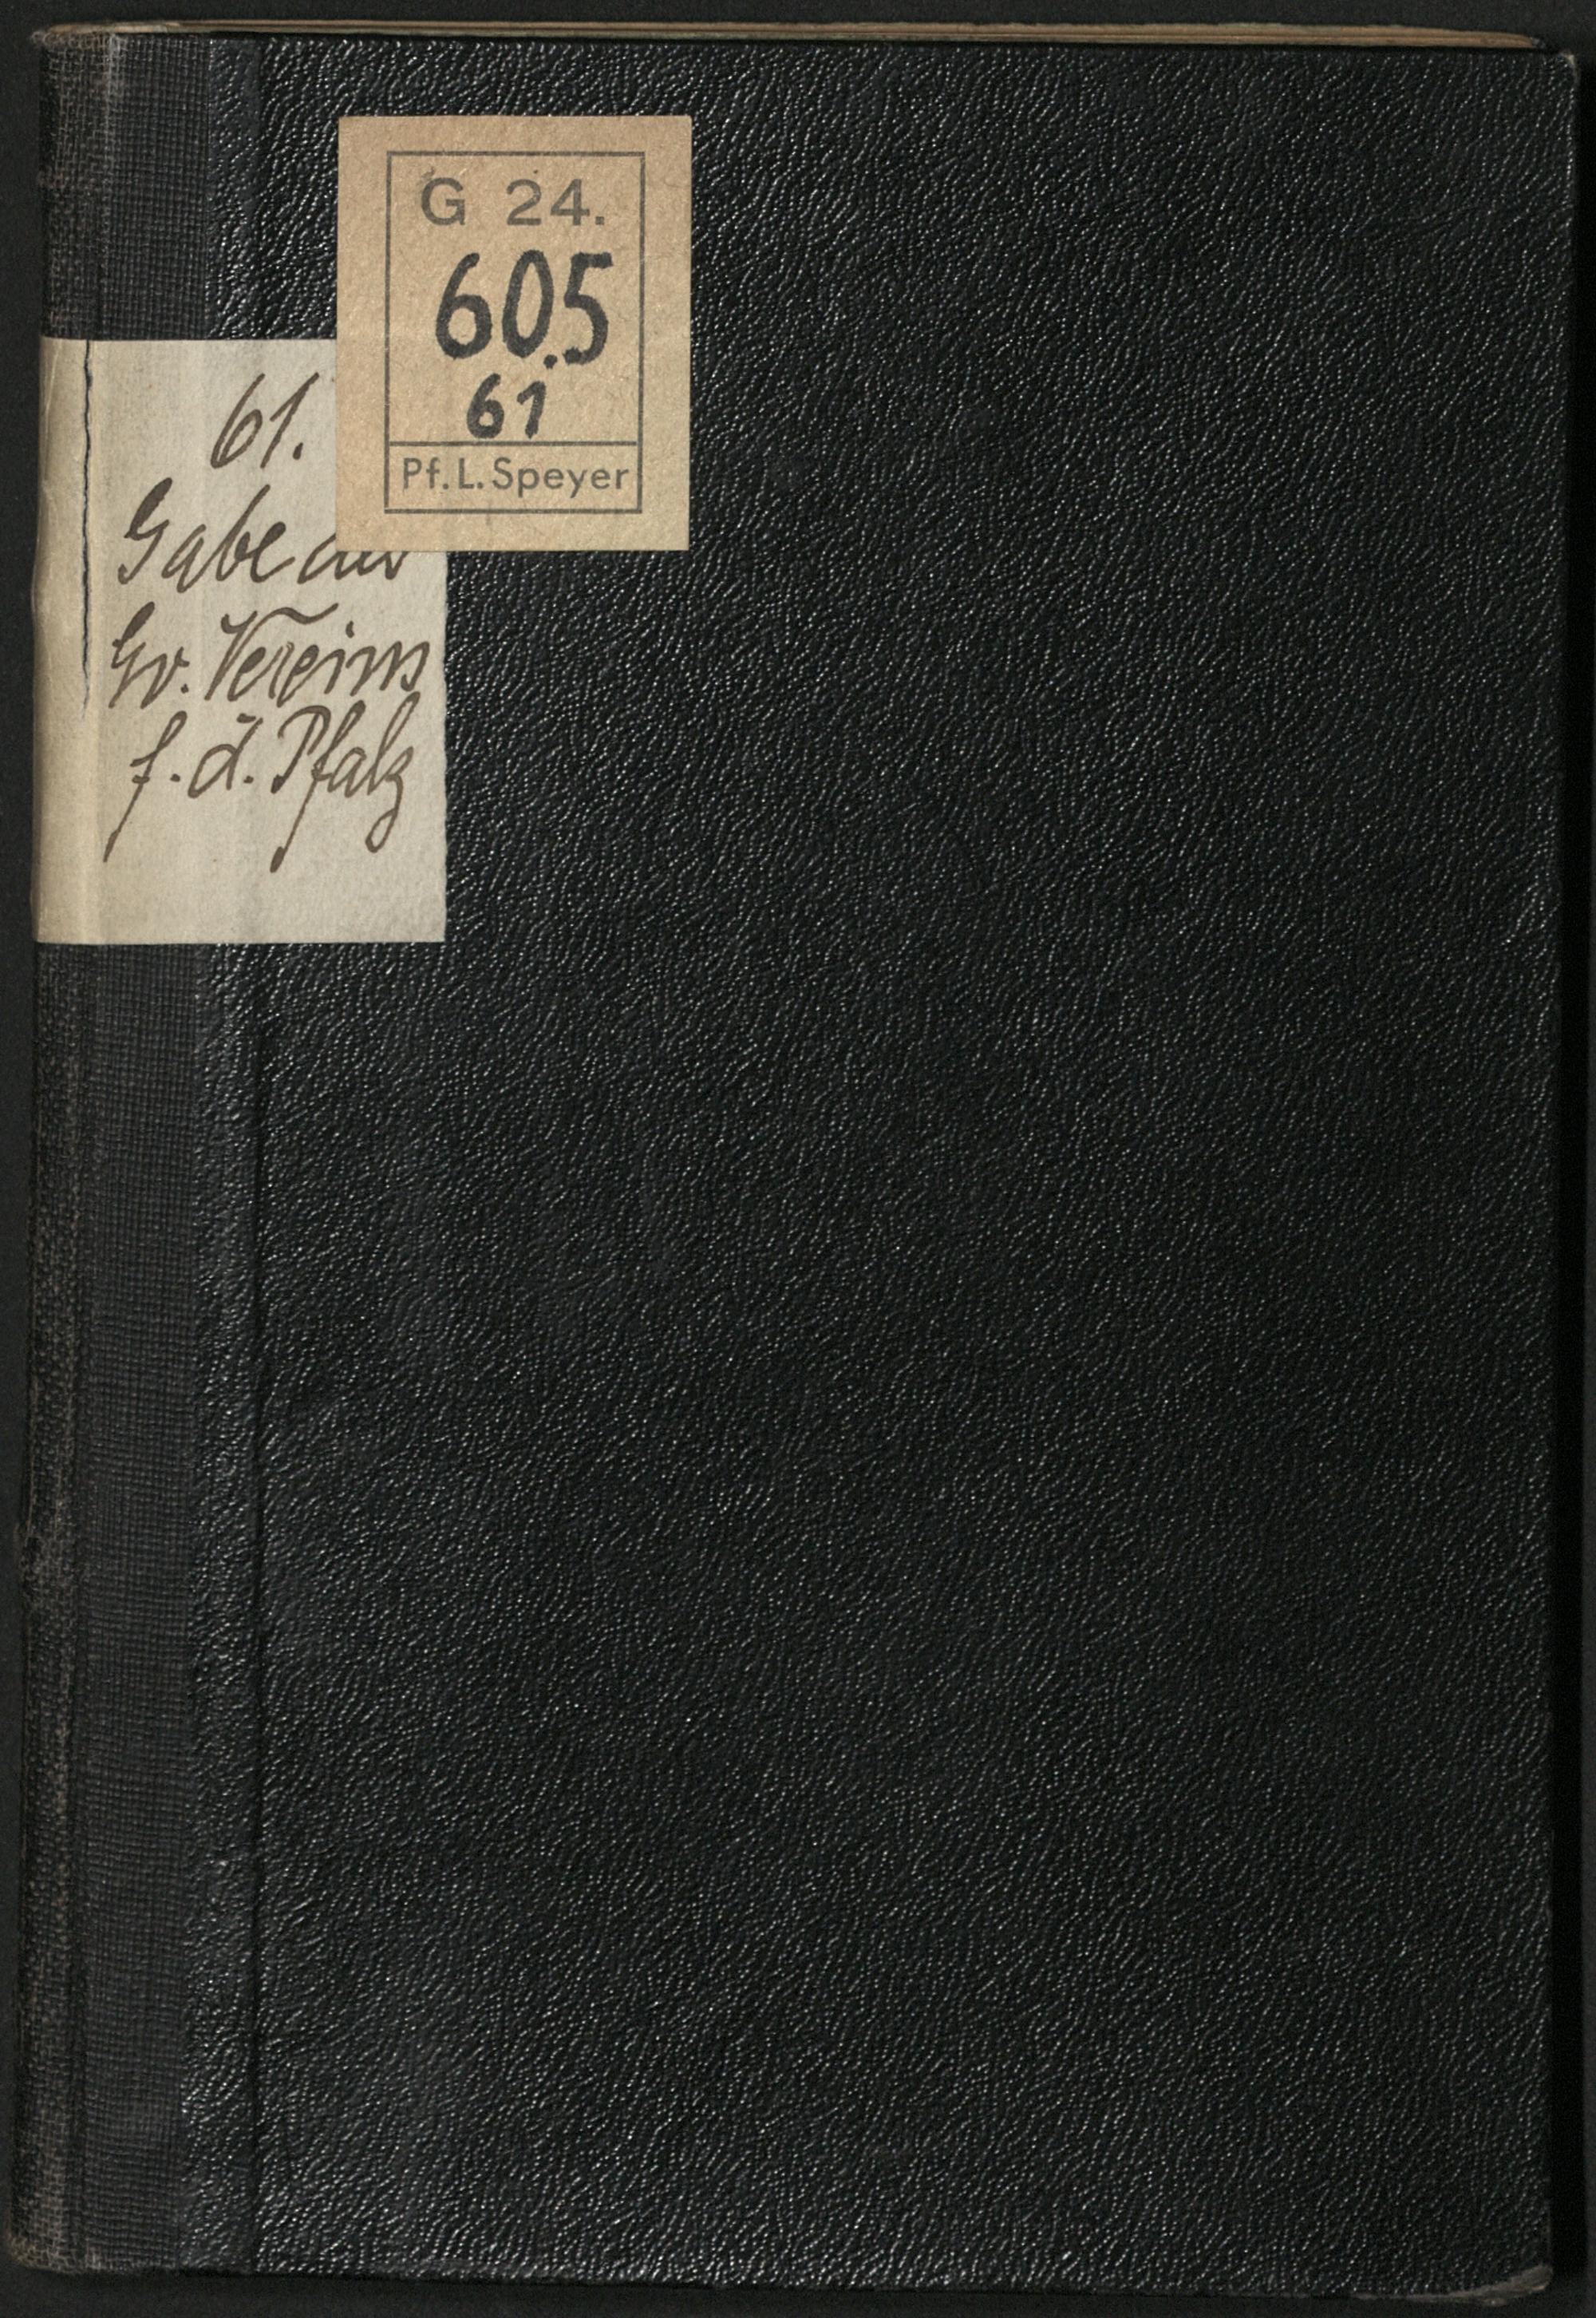 G 24.
605
61
Pf. L. Speyer
61.
Gabe des
Ev. Vereins
f. d. Pfalz